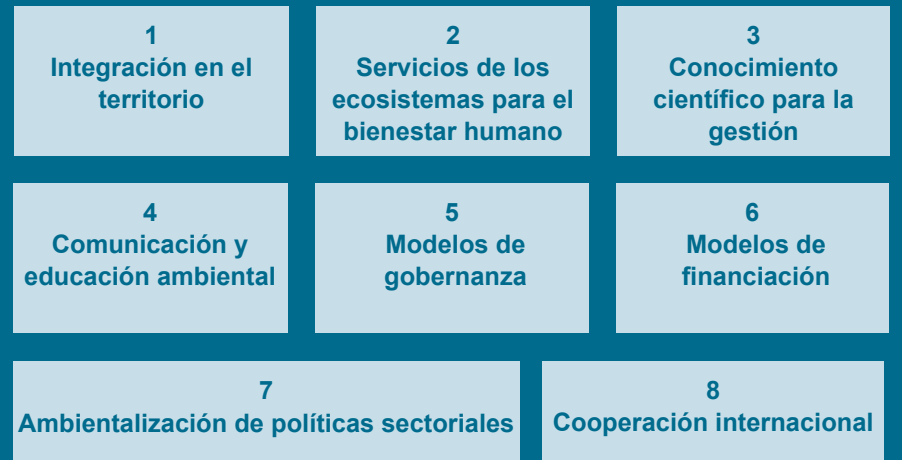 1
Integración en el
territorio
2
Servicios de los
ecosistemas para el
bienestar humano
3
Conocimiento
científico para la
gestión
4
Comunicación y
educación ambiental
5
Modelos de
gobernanza
6
Modelos de
financiación
7
Ambientalización de políticas sectoriales
8
Cooperación internacional